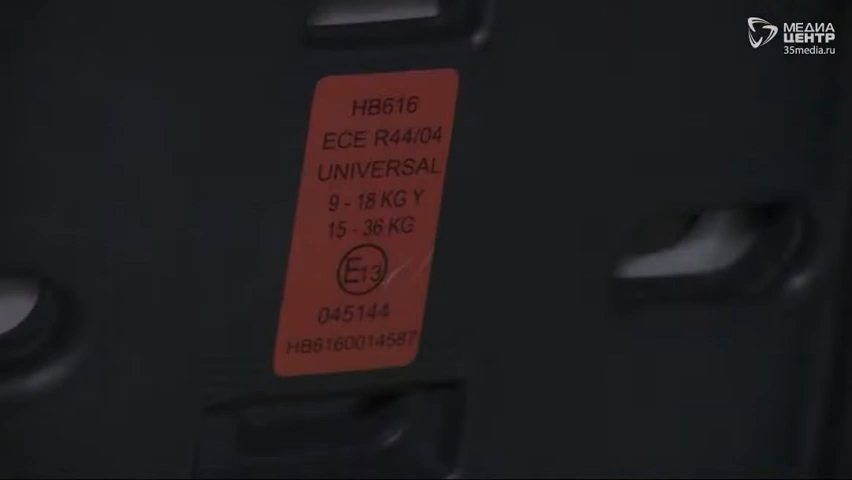 МЕДИА
ЦЕНТР
35media.ru
HB616
ECE R44/04
UNIVERSAL
9 - 18 KG Y
15 - 36 KG
E13
045144
HB6160014587